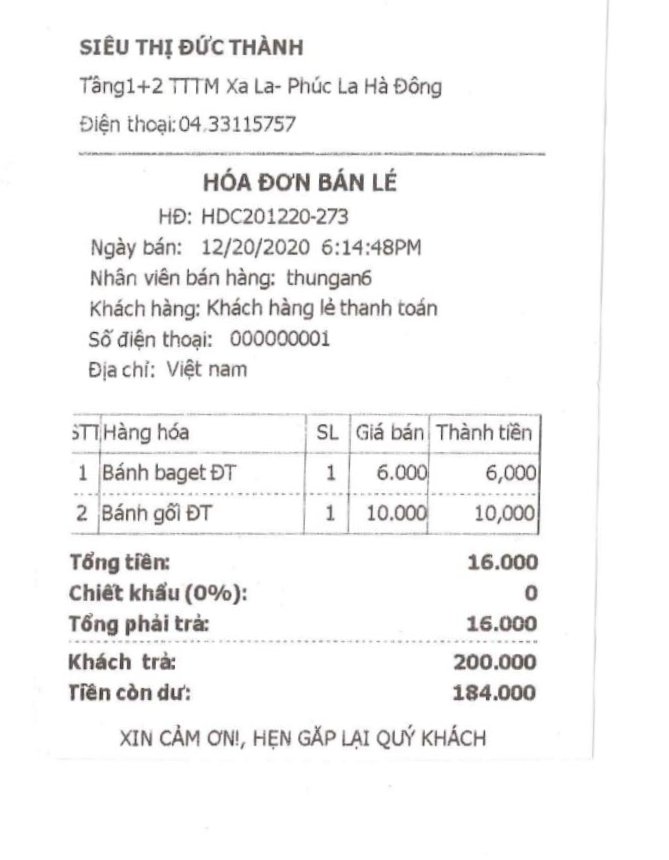 SIÊU THỊ ĐỨC THÀNH
Tầng1+2 TTTM Xa La- Phúc La Hà Đông
Điện thoại:04.33115757
HÓA ĐƠN BÁN LẺ
HĐ: HDC201220-273
Ngày bán: 12/20/2020 6:14:48PM
Nhân viên bán hàng: thungan6
Khách hàng: Khách hàng lẻ thanh toán
Số điện thoại: 000000001
Địa chỉ: Việt nam
STT Hàng hóa SL Giá bán Thành tiền
1 Bánh baget ĐT 1 6.000 6,000
2 Bánh gối ĐT 1 10.000 10,000
Tổng tiền: 16.000
Chiết khấu (0%): 0
Tổng phải trả: 16.000
Khách trả: 200.000
Tiền còn dư: 184.000
XIN CẢM ƠN!, HẸN GẶP LẠI QUÝ KHÁCH